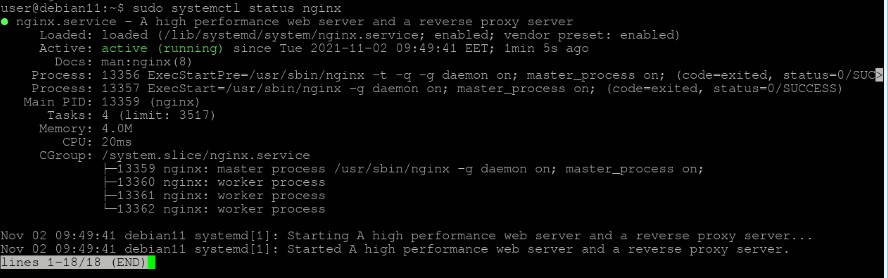 user@debian11:~$ sudo systemctl status nginx
● nginx.service - A high performance web server and a reverse proxy server
     Loaded: loaded (/lib/systemd/system/nginx.service; enabled; vendor preset: enabled)
     Active: active (running) since Tue 2021-11-02 09:49:41 EET; 1min 5s ago
       Docs: man:nginx(8)
    Process: 13356 ExecStartPre=/usr/sbin/nginx -t -q -g daemon on; master_process on; (code=exited, status=0/SUC>
    Process: 13357 ExecStart=/usr/sbin/nginx -g daemon on; master_process on; (code=exited, status=0/SUCCESS)
   Main PID: 13359 (nginx)
      Tasks: 4 (limit: 3517)
     Memory: 4.0M
        CPU: 20ms
     CGroup: /system.slice/nginx.service
             ├─13359 nginx: master process /usr/sbin/nginx -g daemon on; master_process on;
             ├─13360 nginx: worker process
             ├─13361 nginx: worker process
             └─13362 nginx: worker process
Nov 02 09:49:41 debian11 systemd[1]: Starting A high performance web server and a reverse proxy server...
Nov 02 09:49:41 debian11 systemd[1]: Started A high performance web server and a reverse proxy server.
lines 1-18/18 (END)